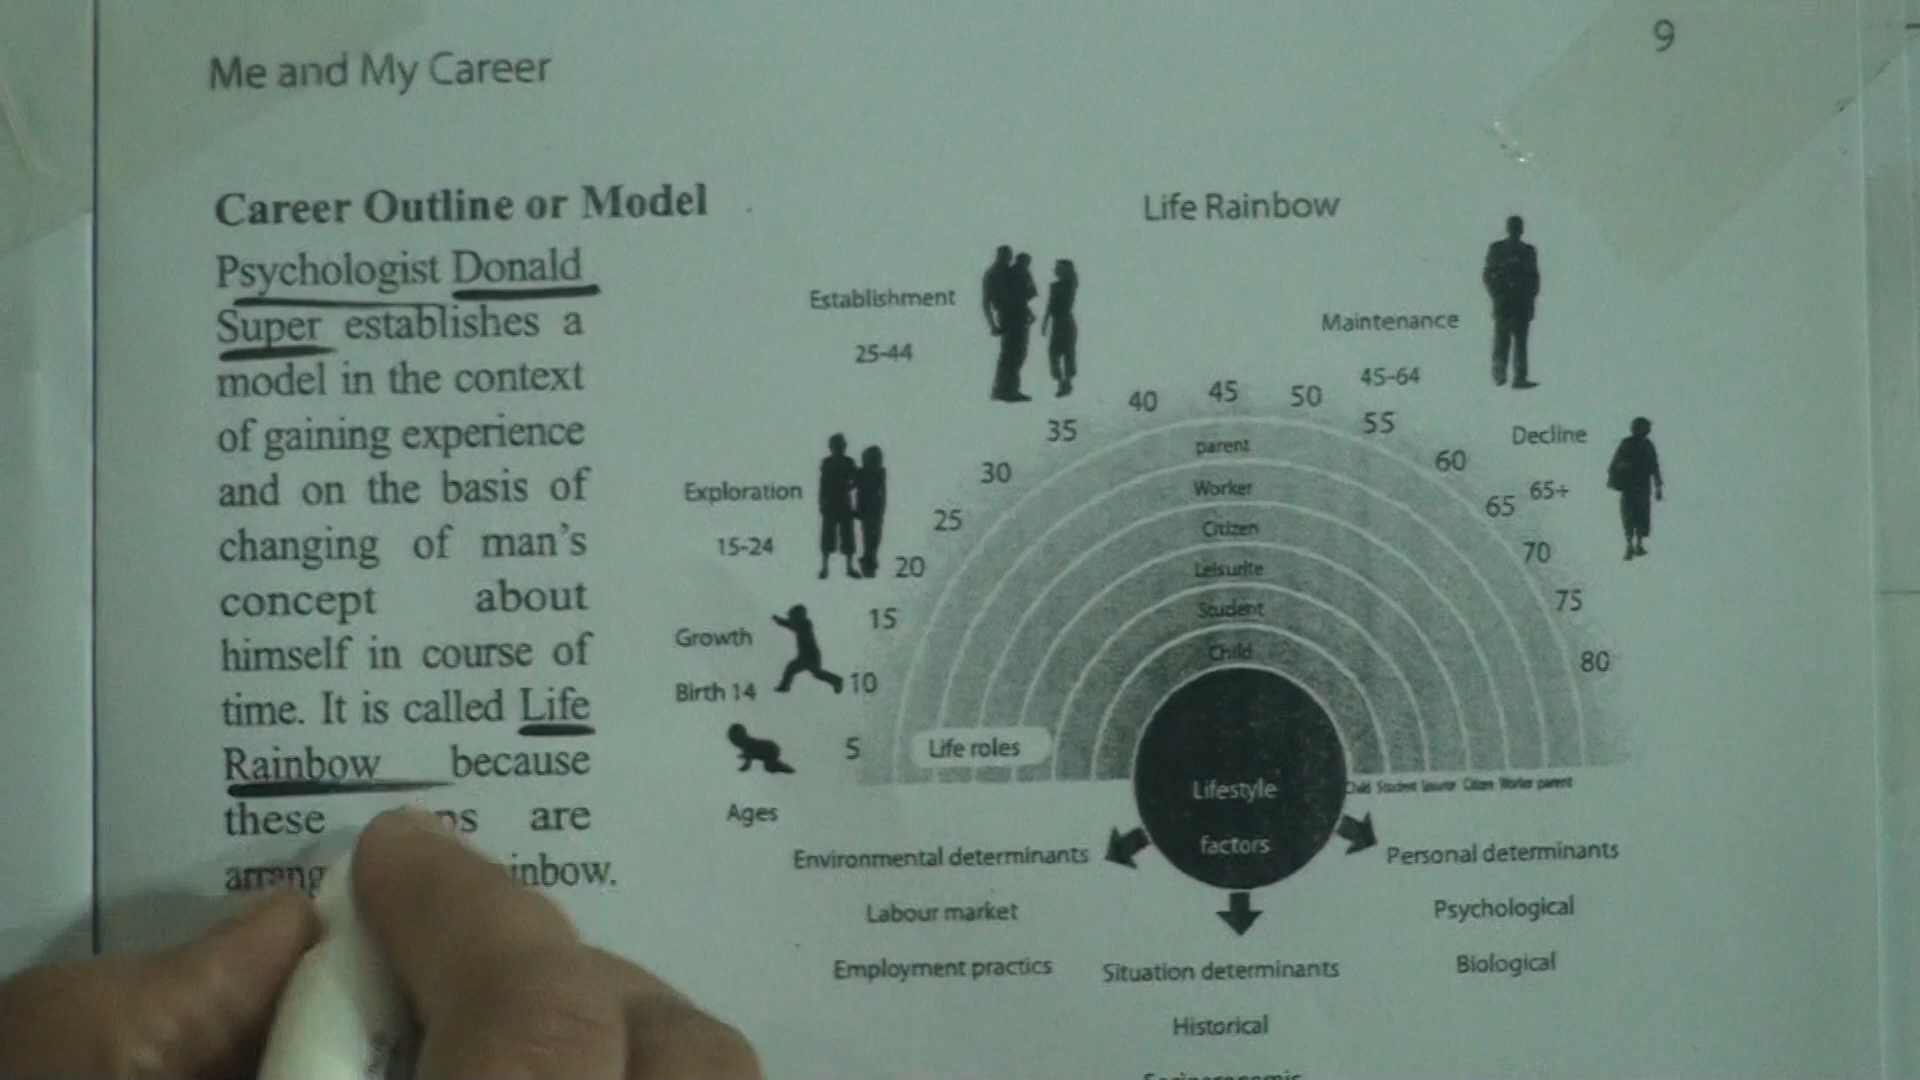 Me and My Career
9
Career Outline or Model
Psychologist Donald
Super establishes a
model in the context
of gaining experience
and on the basis of
changing of man's
concept about
himself in course of
time. It is called Life
Rainbow because
these are
Life Rainbow
Establishment
25-44
Maintenance
45-64
Decline
65+
Exploration
15-24
Growth
Birth 14
Ages
5
10
15
20
25
30
35
40
45
50
55
60
65
70
75
80
parent
Worker
Citizen
Leisurite
Student
Child
Life roles
Child Student Citizen Worker parent
Lifestyle
factors
Environmental determinants
Labour market
Employment practics
Situation determinants
Historical
Personal determinants
Psychological
Biological